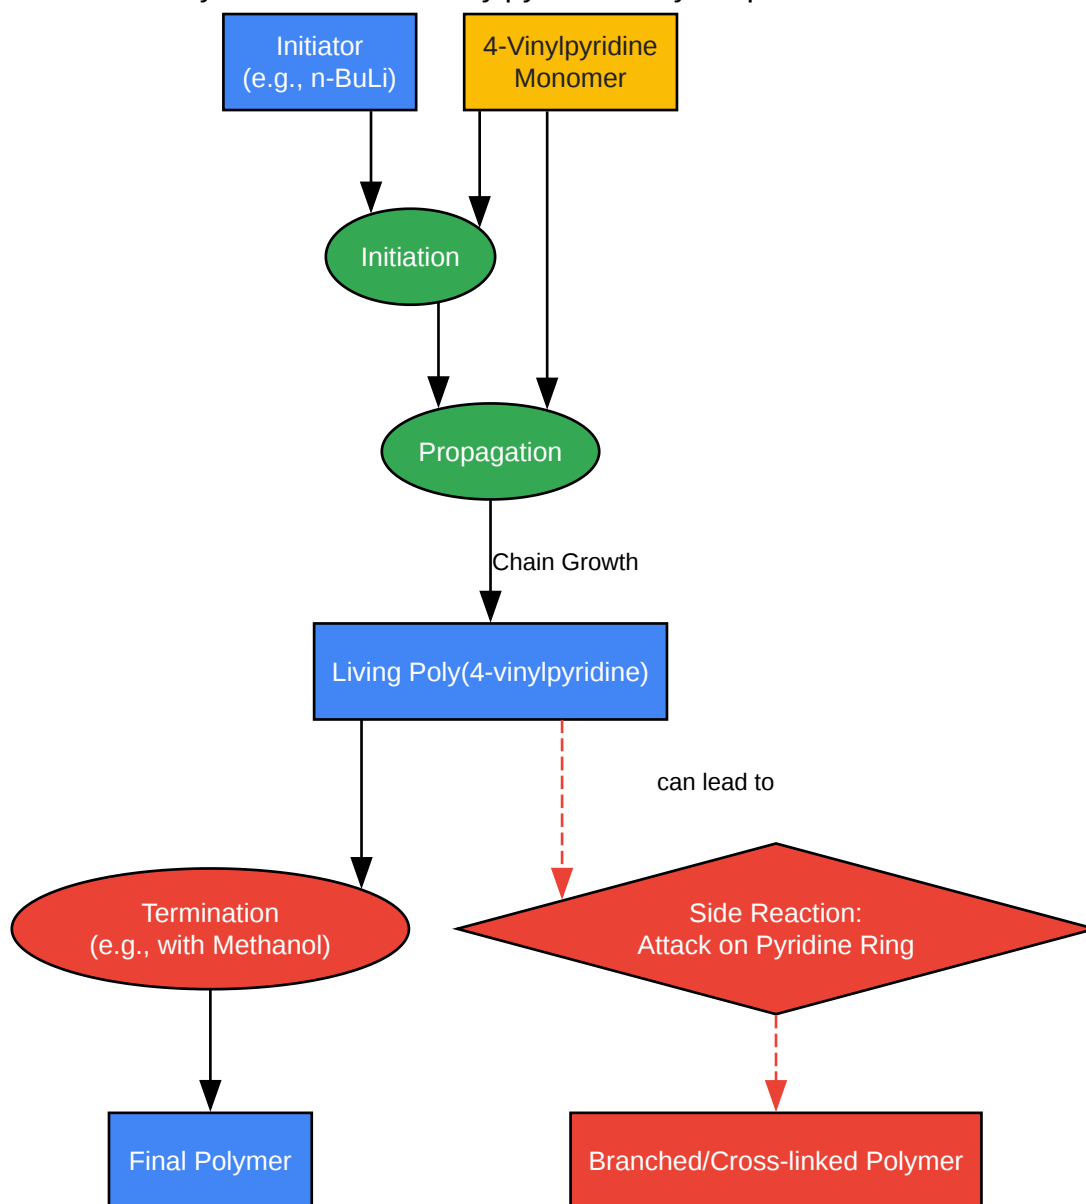 Initiator
(e.g., n-BuLi)
4-Vinylpyridine
Monomer
Initiation
Propagation
Chain Growth
Living Poly(4-vinylpyridine)
can lead to
Termination
(e.g., with Methanol)
Side Reaction:
Attack on Pyridine Ring
Final Polymer
Branched/Cross-linked Polymer